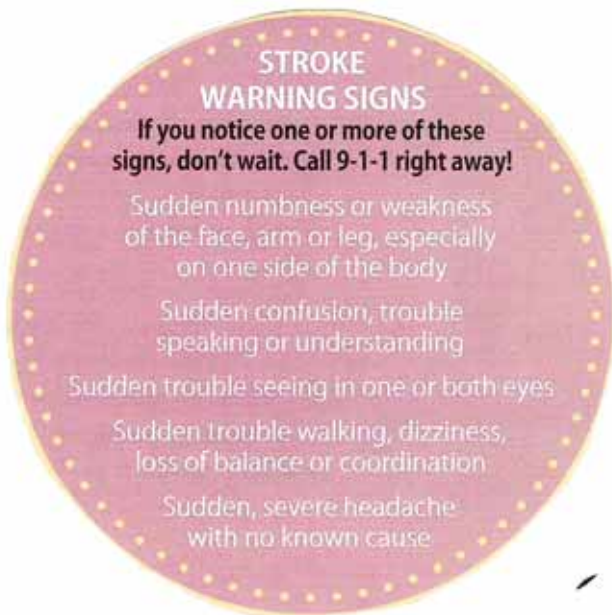 STROKE
WARNING SIGNS
If you notice one or more of these
signs, don't wait. Call 9-1-1 right away!
Sudden numbness or weakness
of the face, arm or leg, especially
on one side of the body
Sudden confusion, trouble
speaking or understanding
Sudden trouble seeing in one or both eyes
Sudden trouble walking, dizziness,
loss of balance or coordination
Sudden, severe headache
with no known cause